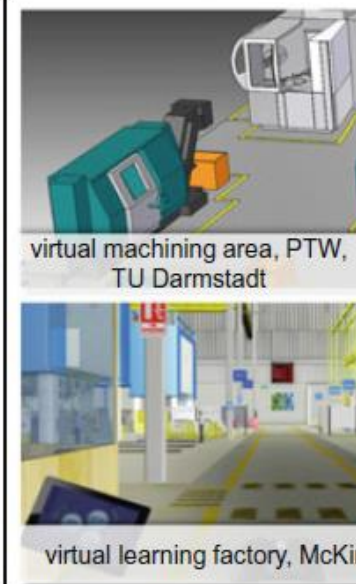 virtual machining area, PTW,
TU Darmstadt
virtual learning factory, McKi